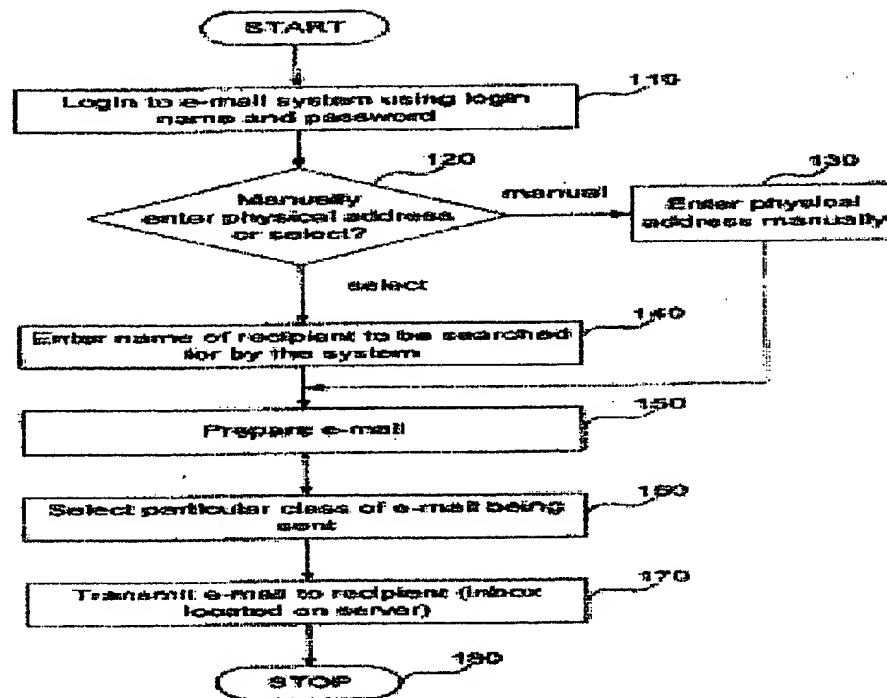 START
110
Login to e-mail system using login
name and password
120
Manually
enter physical address
or select?
manual
130
Enter physical
address manually
select
140
Enter name of recipient to be searched
for by the system
150
Prepare e-mail
160
Select particular class of e-mail being
sent
170
Transmit e-mail to recipient (inbox
located on server)
STOP